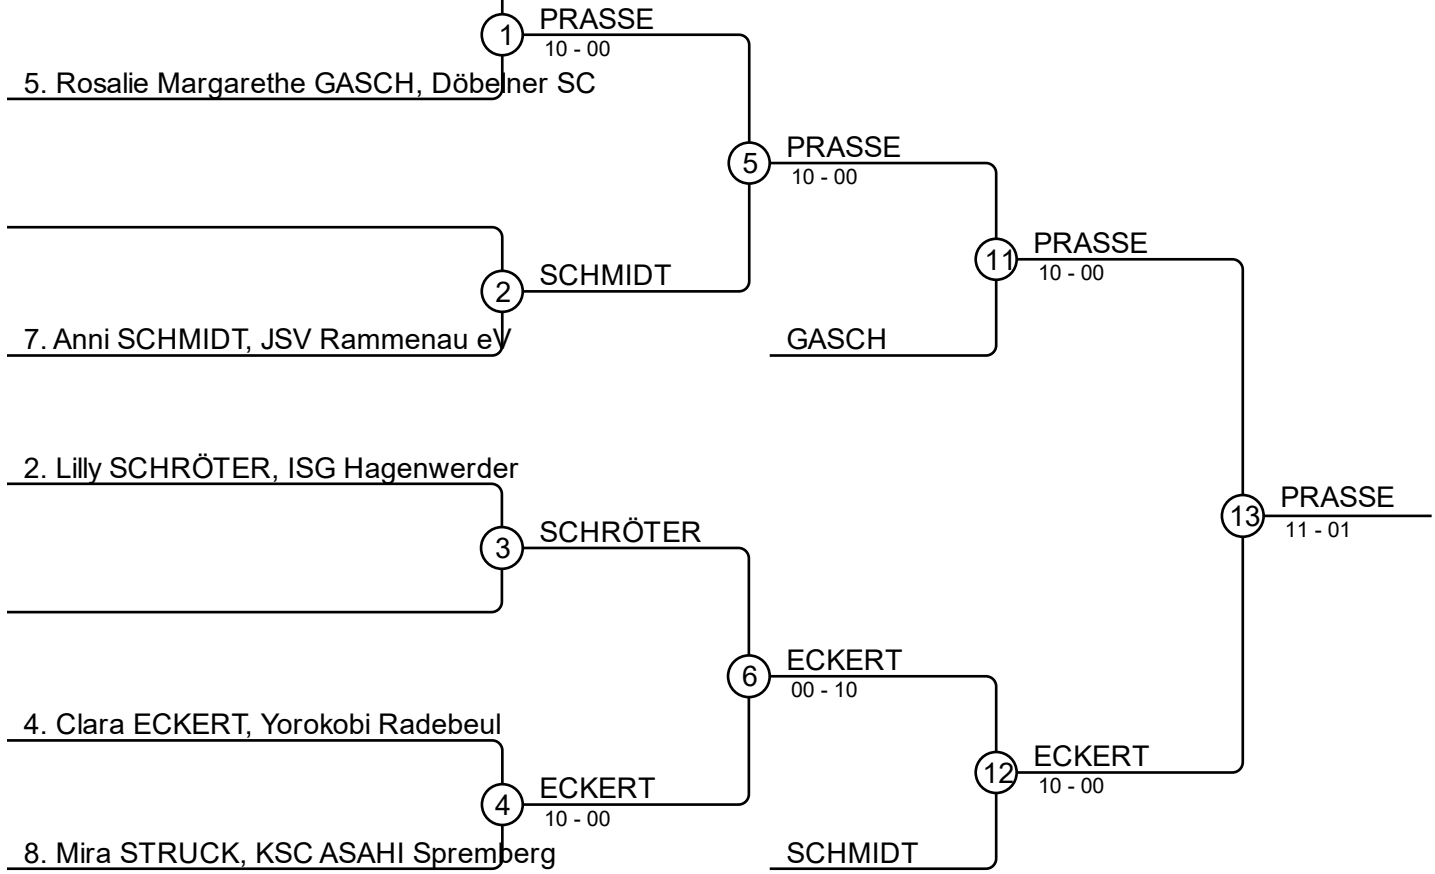 PRASSE
1
10 - 00
5. Rosalie Margarethe GASCH, Döbelner SC
PRASSE
5
10 - 00
PRASSE
11
10 - 00
SCHMIDT
2
7. Anni SCHMIDT, JSV Rammenau eV
GASCH
2. Lilly SCHRÖTER, ISG Hagenwerder
PRASSE
13
11 - 01
SCHRÖTER
3
ECKERT
6
00 - 10
4. Clara ECKERT, Yorokobi Radebeul
ECKERT
12
10 - 00
ECKERT
4
10 - 00
8. Mira STRUCK, KSC ASAHI Spremberg
SCHMIDT